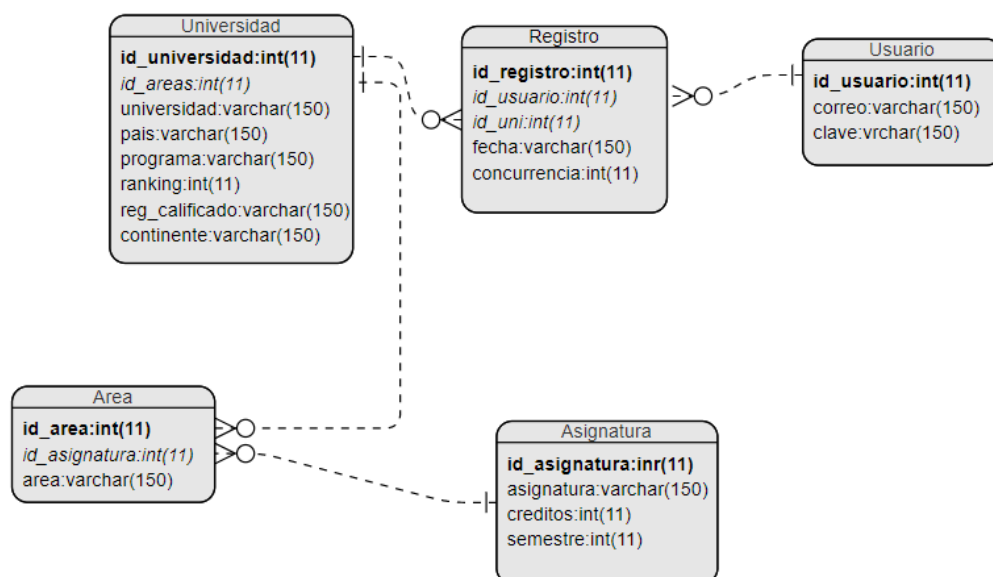 Universidad
id_universidad:int(11)
id_areas:int(11)
universidad:varchar(150)
pais:varchar(150)
programa:varchar(150)
ranking:int(11)
reg_calificado:varchar(150)
continente:varchar(150)
Registro
id_registro:int(11)
id_usuario:int(11)
id_uni:int(11)
fecha:varchar(150)
concurrencia:int(11)
Usuario
id_usuario:int(11)
correo:varchar(150)
clave:vrchar(150)
Area
id_area:int(11)
id_asignatura:int(11)
area:varchar(150)
Asignatura
id_asignatura:inr(11)
asignatura:varchar(150)
creditos:int(11)
semestre:int(11)